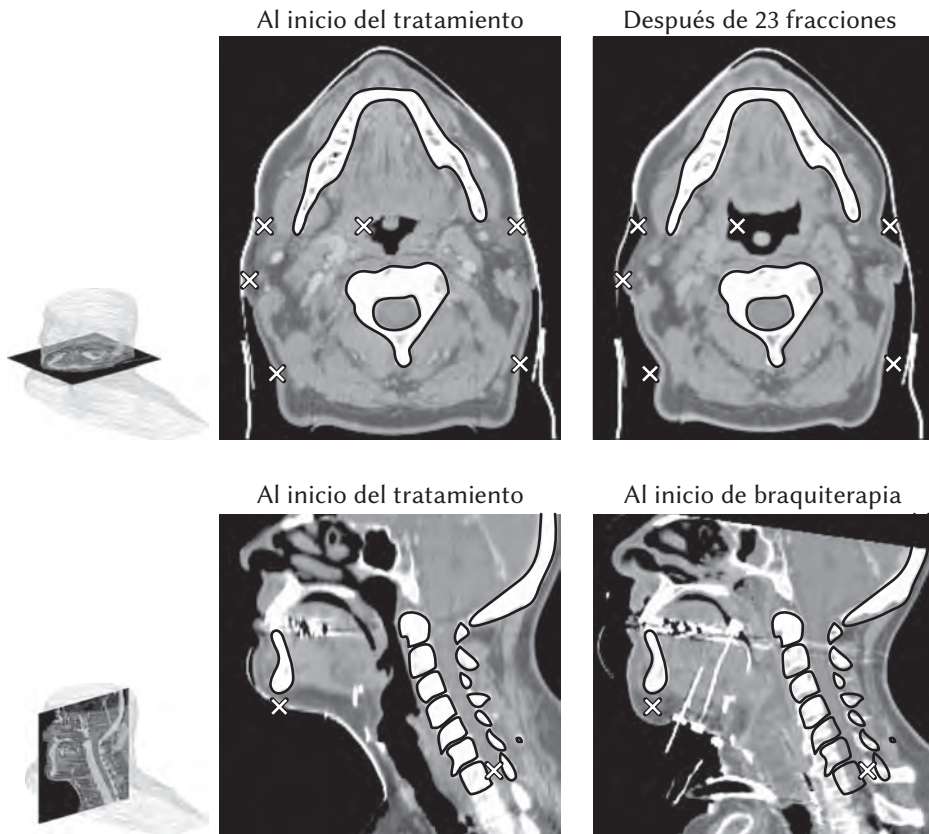 Al inicio del tratamiento
Después de 23 fracciones
Al inicio del tratamiento
Al inicio de braquiterapia